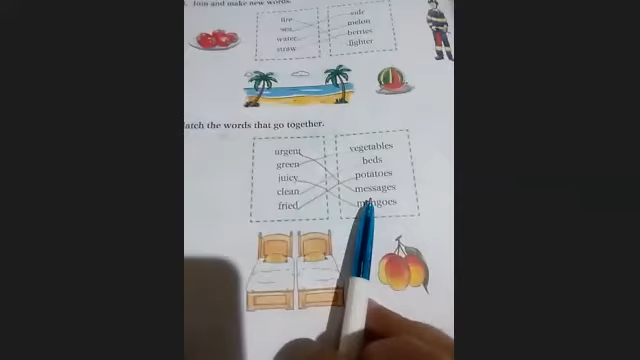 Join and make new words.
fire
sea
water
straw
side
melon
berries
fighter
atch the words that go together.
urgent
green
juicy
clean
fried
vegetables
beds
potatoes
messages
mangoes